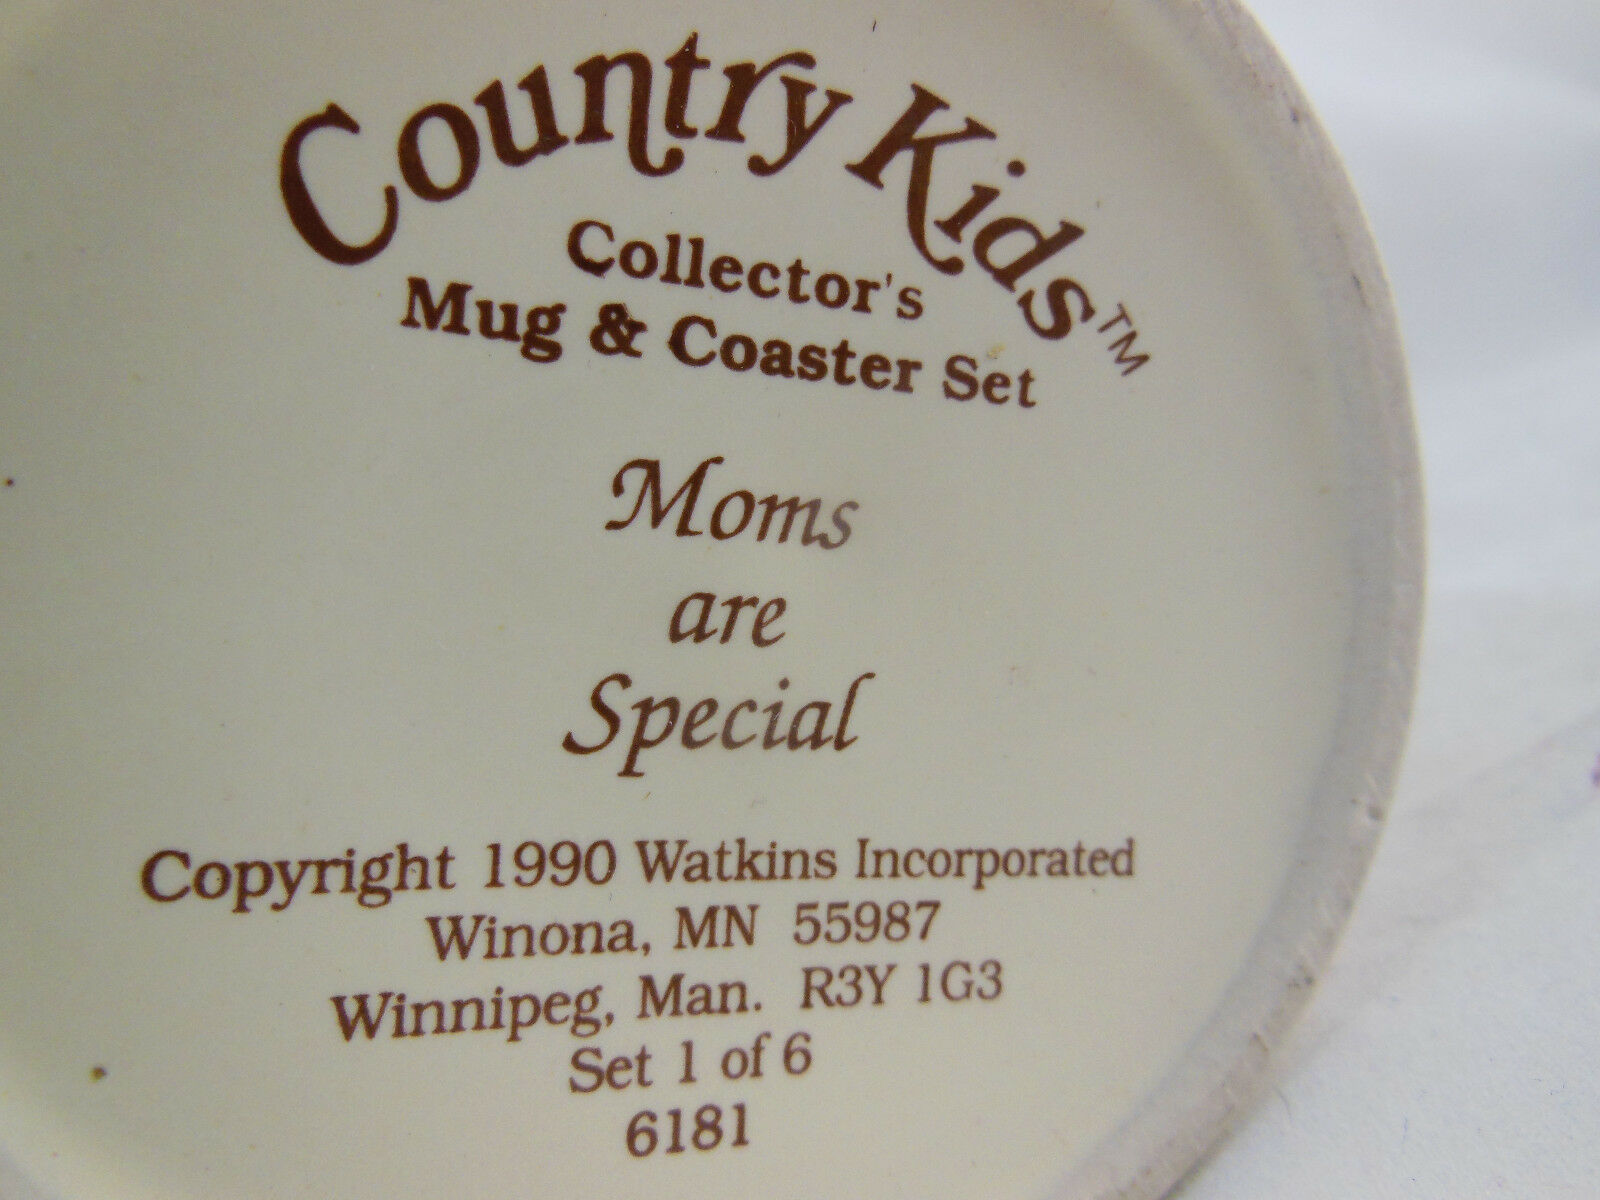 Country Kids™
Collector's
Mug & Coaster Set
Moms
are
Special
Copyright 1990 Watkins Incorporated
Winona, MN 55987
Winnipeg, Man. R3Y 1G3
Set 1 of 6
6181